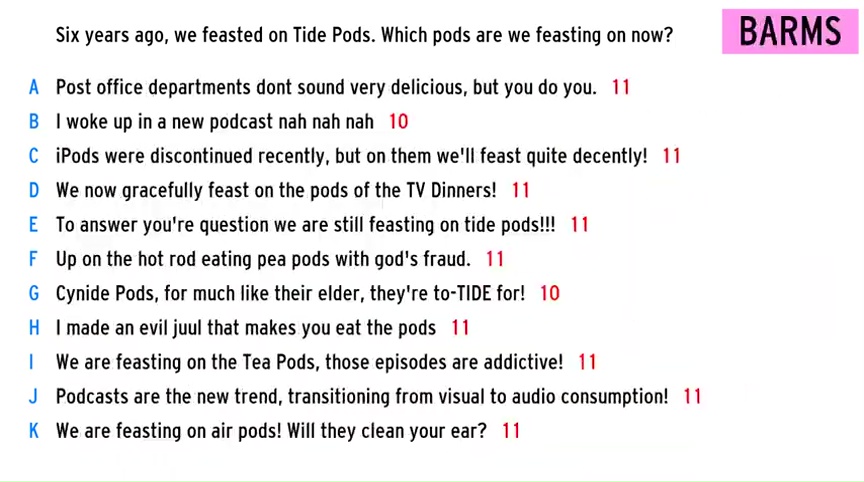 Six years ago, we feasted on Tide Pods. Which pods are we feasting on now?
BARMS
A Post office departments dont sound very delicious, but you do you. 11
B I woke up in a new podcast nah nah nah 10
C iPods were discontinued recently, but on them we'll feast quite decently! 11
D We now gracefully feast on the pods of the TV Dinners! 11
E To answer you're question we are still feasting on tide pods!!! 11
F Up on the hot rod eating pea pods with god's fraud. 11
G Cynide Pods, for much like their elder, they're to-TIDE for! 10
H I made an evil juul that makes you eat the pods 11
I We are feasting on the Tea Pods, those episodes are addictive! 11
J Podcasts are the new trend, transitioning from visual to audio consumption! 11
K We are feasting on air pods! Will they clean your ear? 11